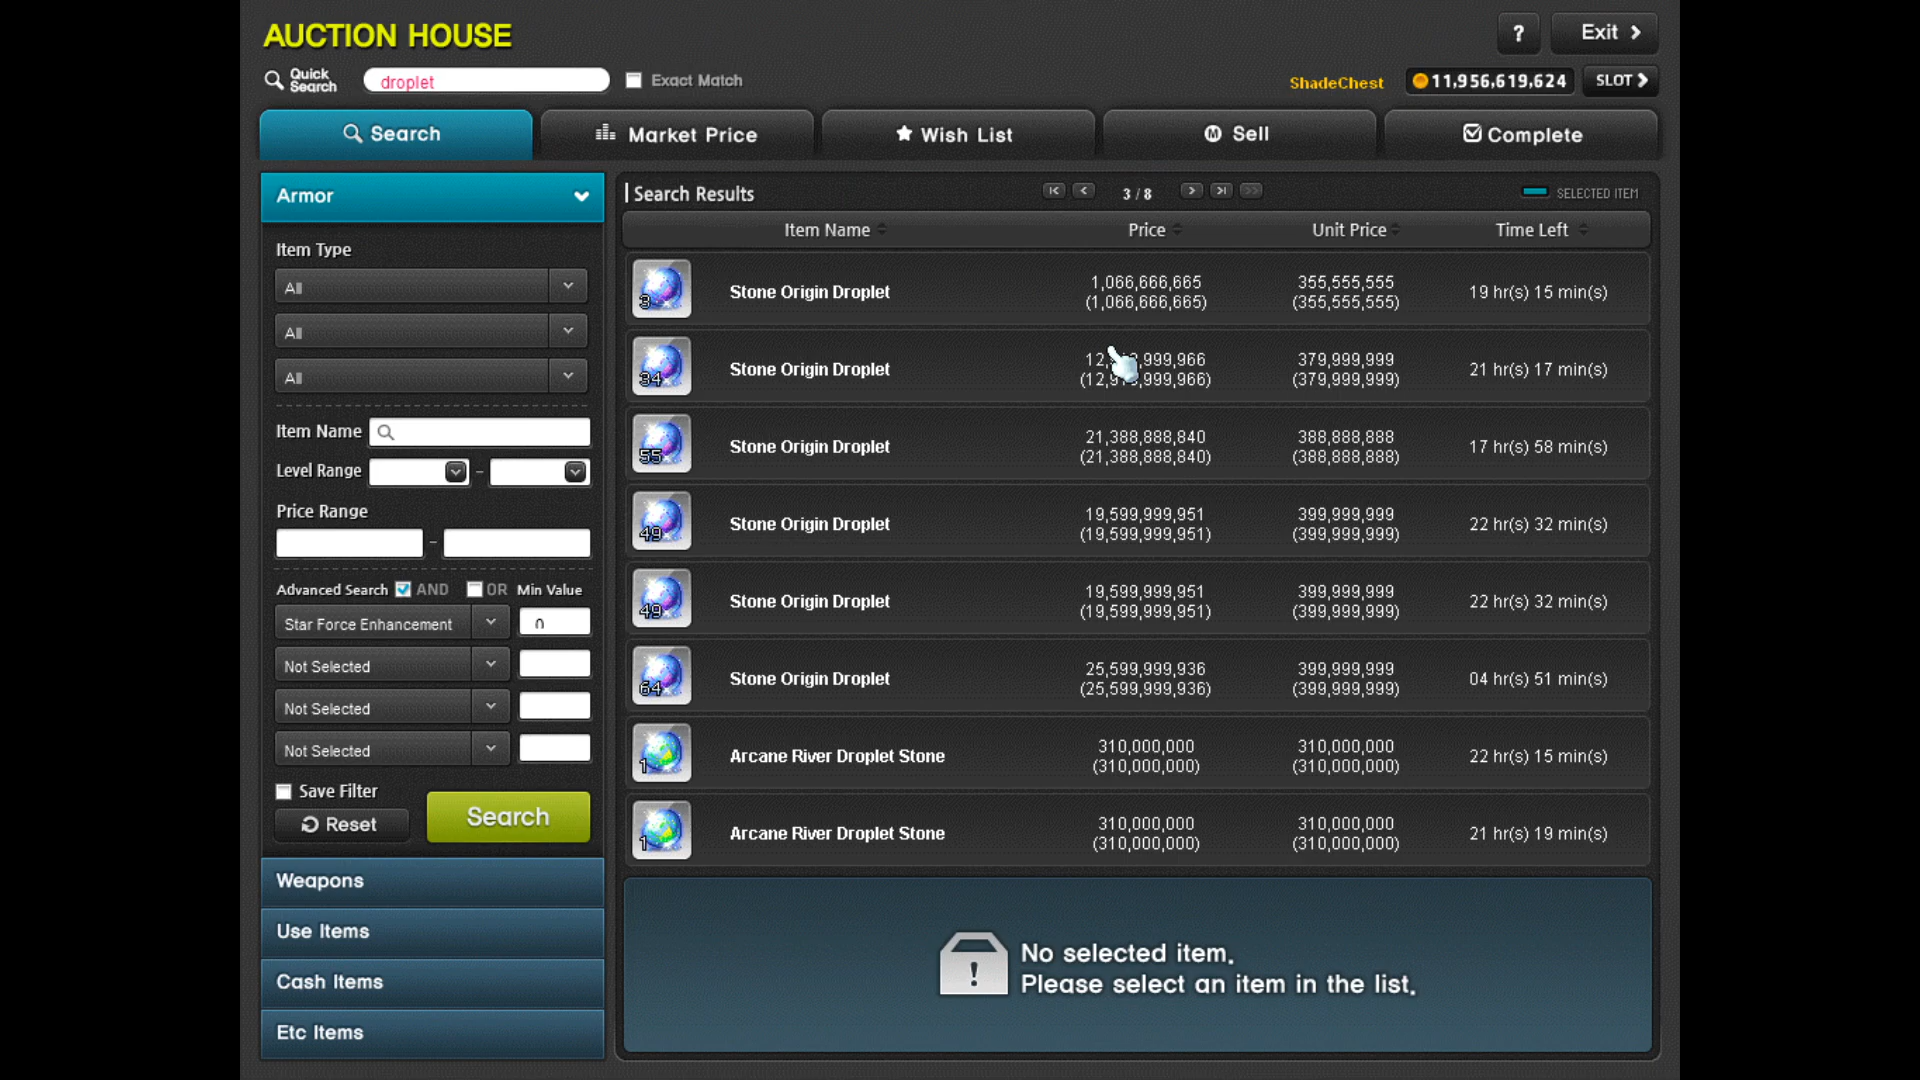 AUCTION HOUSE
?
Exit
Quick Search
droplet
Exact Match
ShadeChest
11,956,619,624
SLOT
Search
Market Price
Wish List
Sell
Complete
Armor
Item Type
All
All
All
Item Name
Level Range
-
Price Range
-
Advanced Search AND OR Min Value
Star Force Enhancement 0
Not Selected
Not Selected
Not Selected
Save Filter
Reset
Search
Weapons
Use Items
Cash Items
Etc Items
Search Results
3 / 8
SELECTED ITEM
Item Name Price Unit Price Time Left
3 Stone Origin Droplet 1,066,666,665 355,555,555 19 hr(s) 15 min(s)
(1,066,666,665) (355,555,555)
34 Stone Origin Droplet 379,999,999 21 hr(s) 17 min(s)
(379,999,999)
55 Stone Origin Droplet 21,388,888,840 388,888,888 17 hr(s) 58 min(s)
(21,388,888,840) (388,888,888)
49 Stone Origin Droplet 19,599,999,951 399,999,999 22 hr(s) 32 min(s)
(19,599,999,951) (399,999,999)
49 Stone Origin Droplet 19,599,999,951 399,999,999 22 hr(s) 32 min(s)
(19,599,999,951) (399,999,999)
64 Stone Origin Droplet 25,599,999,936 399,999,999 04 hr(s) 51 min(s)
(25,599,999,936) (399,999,999)
1 Arcane River Droplet Stone 310,000,000 310,000,000 22 hr(s) 15 min(s)
(310,000,000) (310,000,000)
1 Arcane River Droplet Stone 310,000,000 310,000,000 21 hr(s) 19 min(s)
(310,000,000) (310,000,000)
No selected item.
Please select an item in the list.